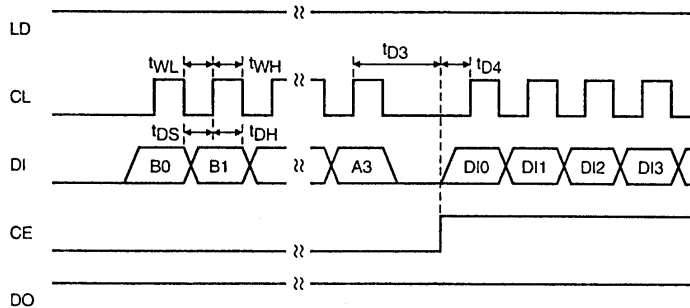 LD
tWL tWH tD3 tD4
CL
tDS tDH
DI B0 B1 A3 DI0 DI1 DI2 DI3
CE
DO